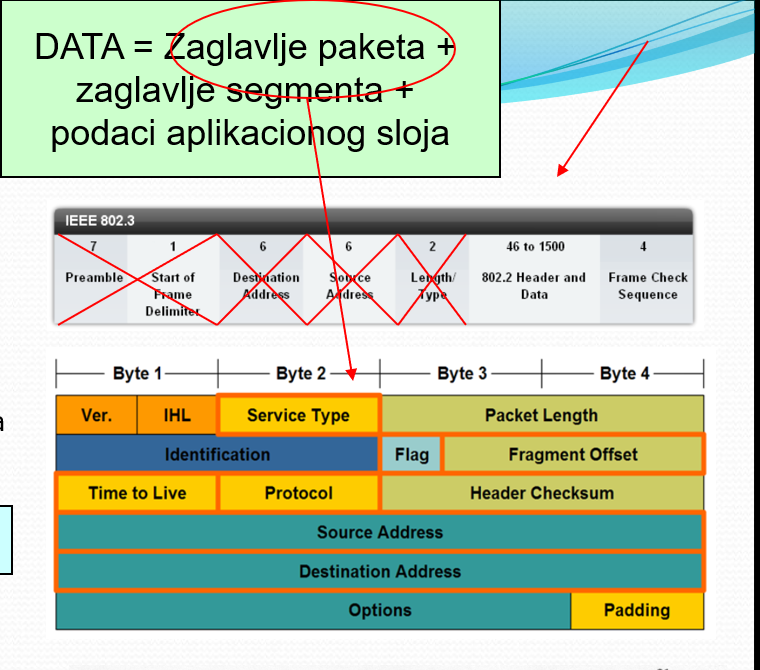 DATA = Zaglavlje paketa +
zaglavlje segmenta +
podaci aplikacionog sloja
IEEE 802.3
7 1 6 6 2 46 to 1500 4
Preamble Start of Frame Delimiter Destination Address Source Address Length/ Type 802.2 Header and Data Frame Check Sequence
Byte 1 Byte 2 Byte 3 Byte 4
Ver. IHL Service Type Packet Length
a
Identification Flag Fragment Offset
Time to Live Protocol Header Checksum
Source Address
Destination Address
Options Padding